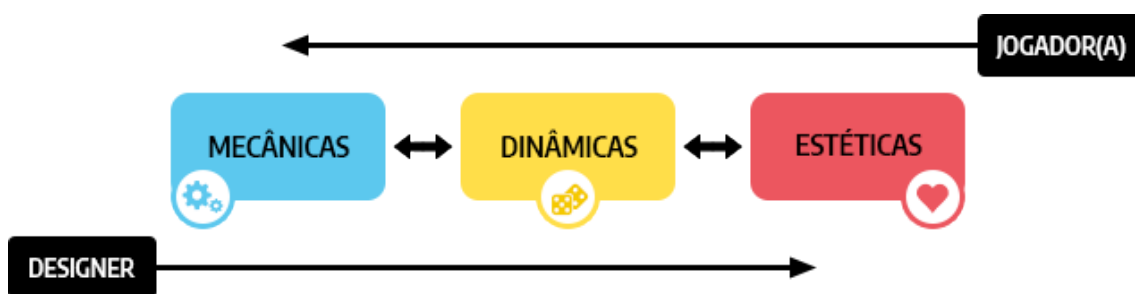 JOGADOR(A)
MECÂNICAS
DINÂMICAS
ESTÉTICAS
DESIGNER